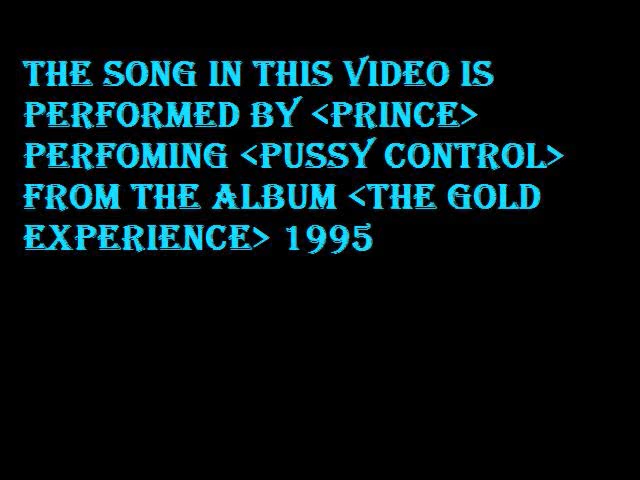 THE SONG IN THIS VIDEO IS
PERFORMED BY <PRINCE>
PERFOMING <PUSSY CONTROL>
FROM THE ALBUM <THE GOLD
EXPERIENCE> 1995